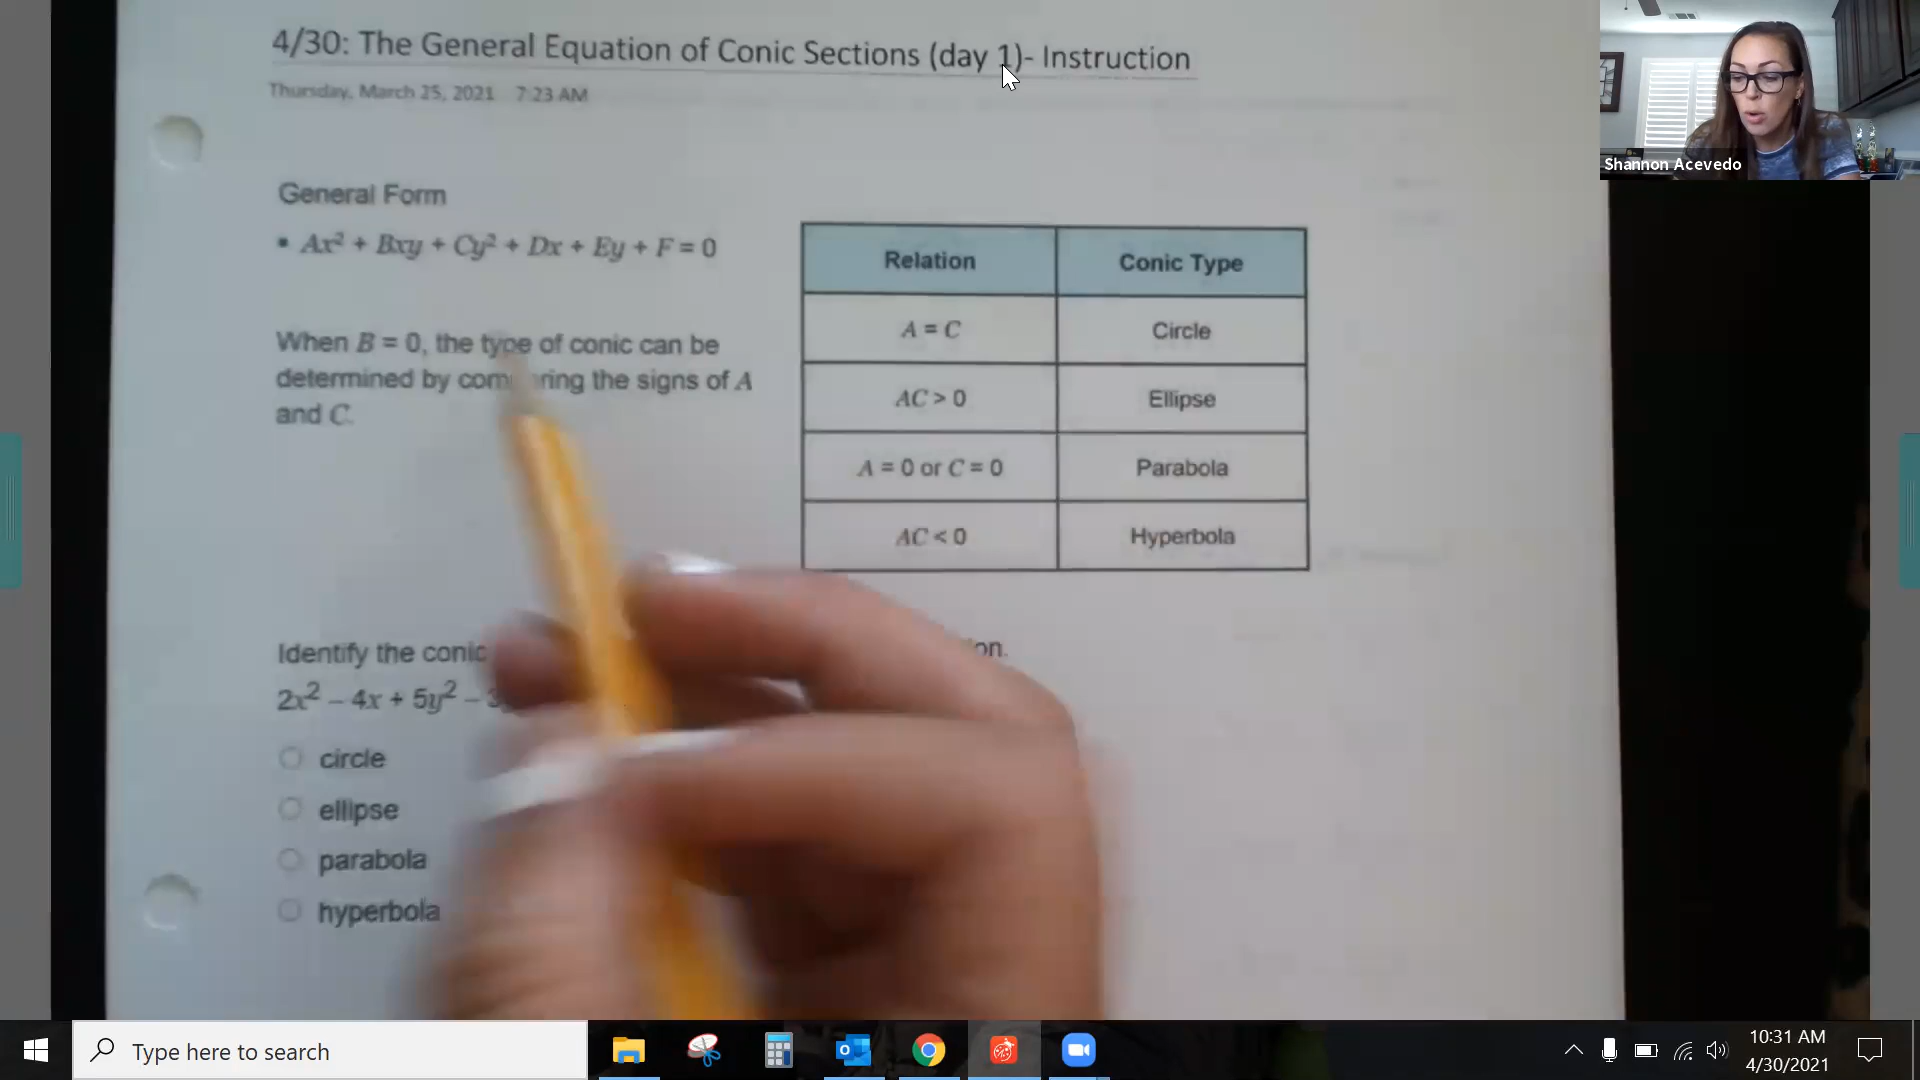 4/30: The General Equation of Conic Sections (day 1)- Instruction
Thursday, March 25, 2021 7:23 AM
Shannon Acevedo
General Form
• Ax² + Bxy + Cy² + Dx + Ey + F = 0
When B = 0, the type of conic can be
determined by comparing the signs of A
and C.
Relation Conic Type
A = C Circle
AC > 0 Ellipse
A = 0 or C = 0 Parabola
AC < 0 Hyperbola
Identify the conic
2x² – 4x + 5y² –
circle
ellipse
parabola
hyperbola
Type here to search
10:31 AM
4/30/2021